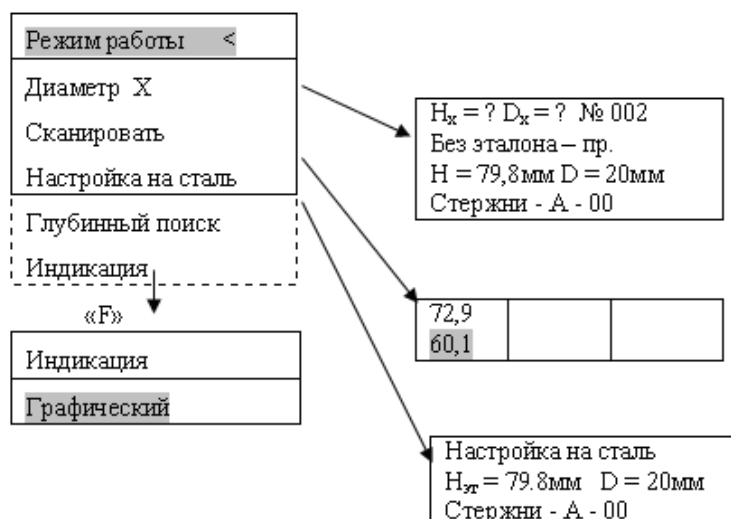 Режим работы <
Диаметр X
Сканировать
Настройка на сталь
Глубинный поиск
Индикация
«F»
Индикация
Графический
Hx = ? Dx = ? № 002
Без эталона – пр.
H = 79,8мм D = 20мм
Стержни - А - 00
72,9
60,1
Настройка на сталь
Hэт = 79.8мм D = 20мм
Стержни - А - 00